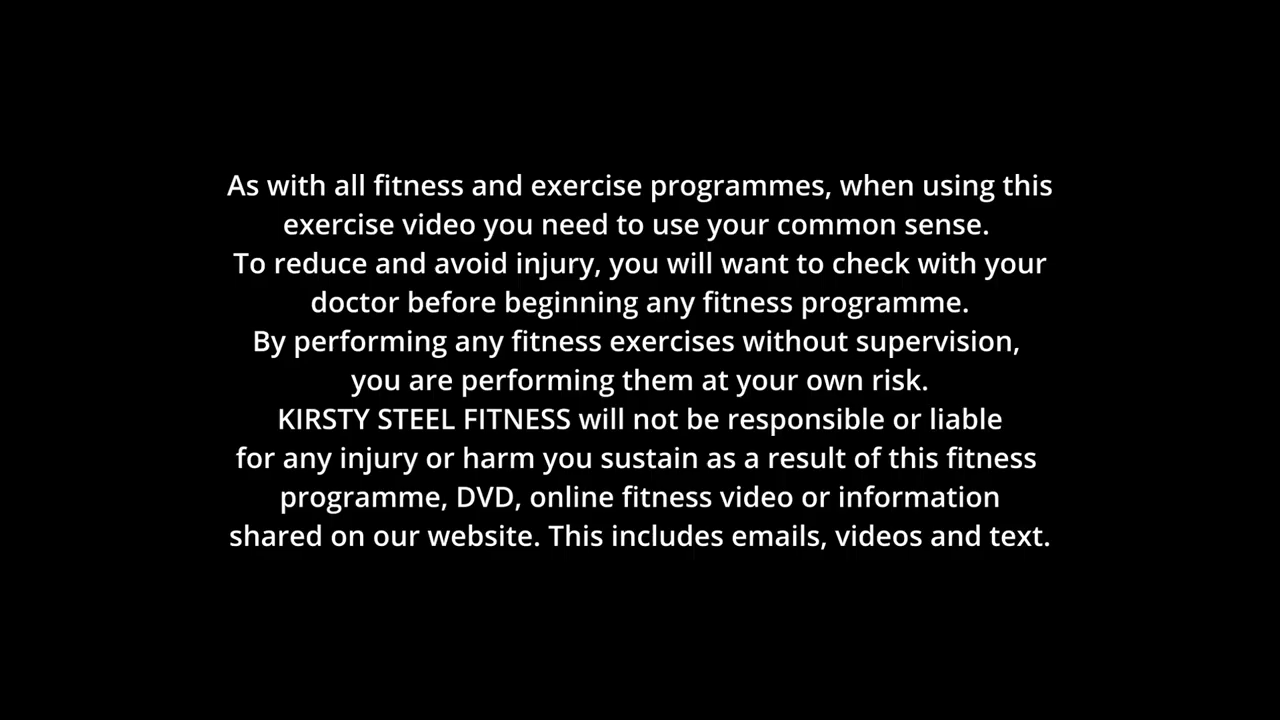 As with all fitness and exercise programmes, when using this
exercise video you need to use your common sense.
To reduce and avoid injury, you will want to check with your
doctor before beginning any fitness programme.
By performing any fitness exercises without supervision,
you are performing them at your own risk.
KIRSTY STEEL FITNESS will not be responsible or liable
for any injury or harm you sustain as a result of this fitness
programme, DVD, online fitness video or information
shared on our website. This includes emails, videos and text.